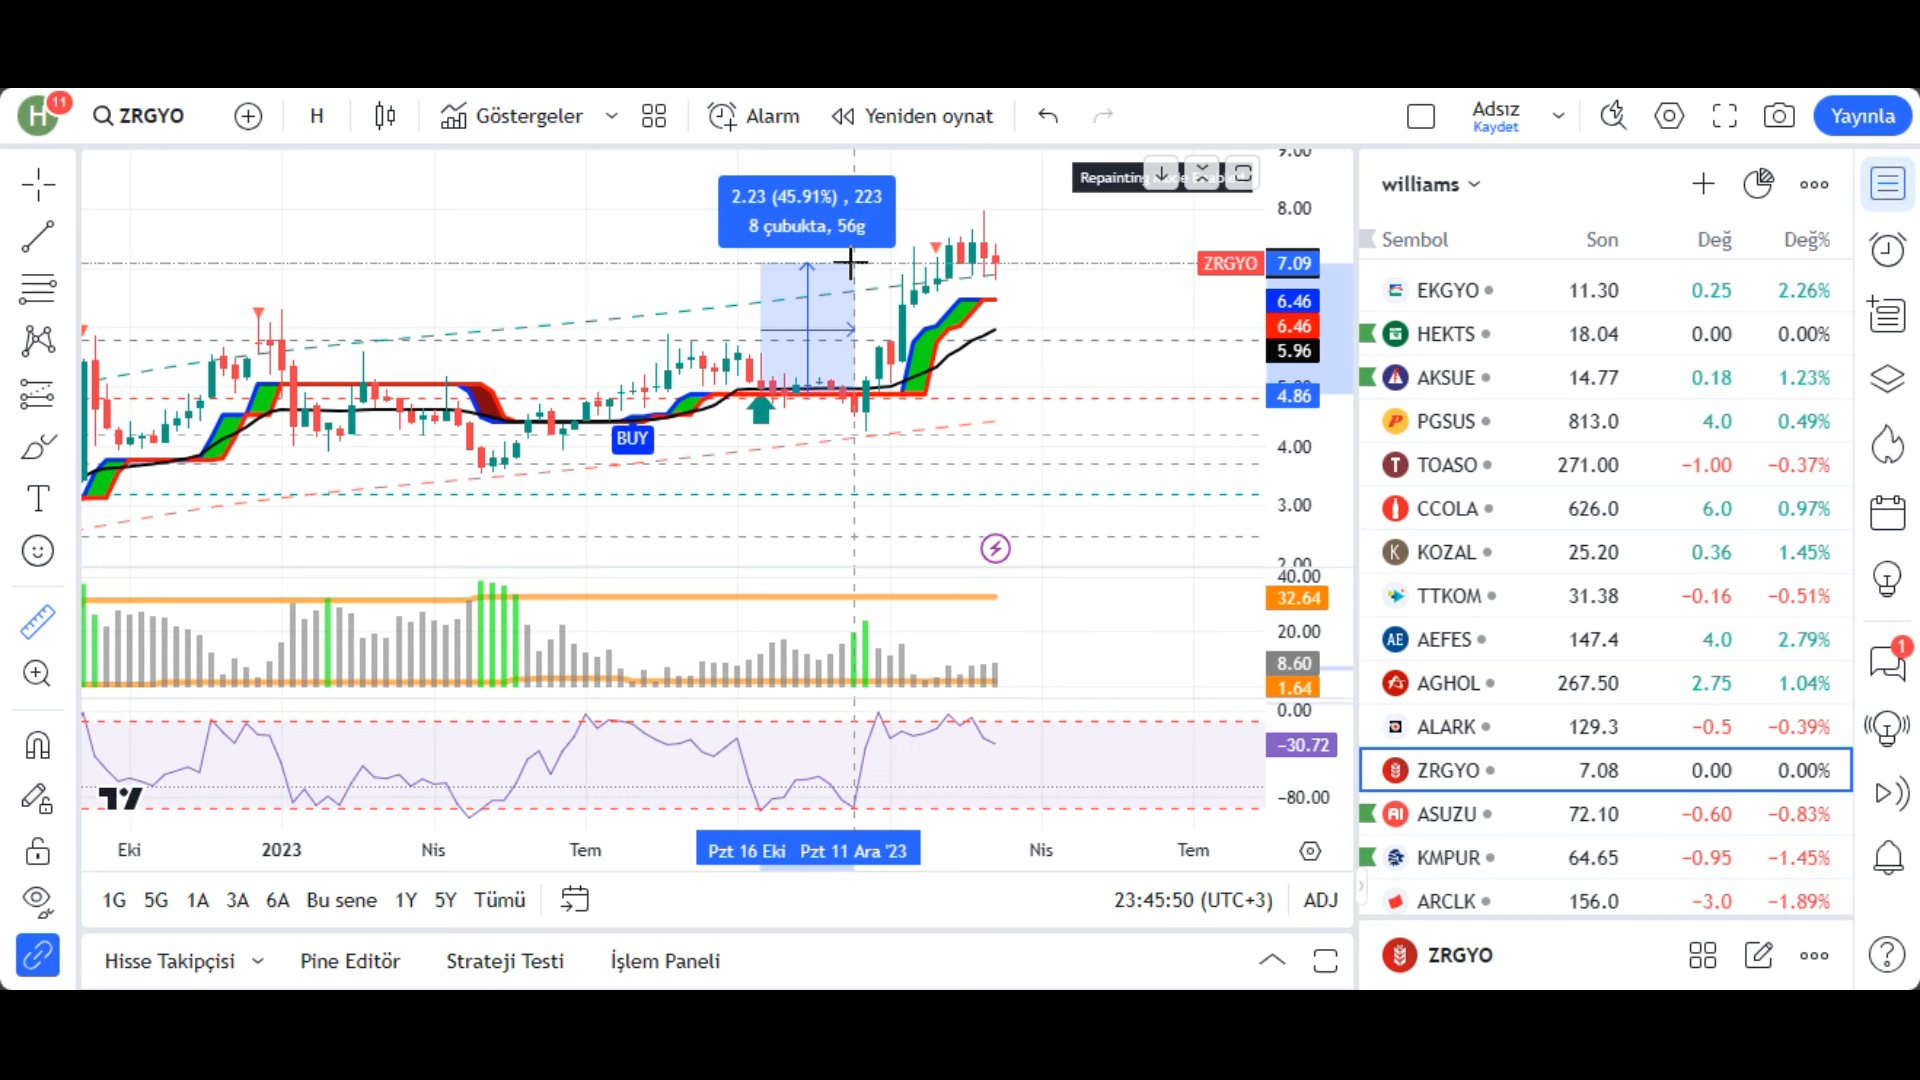 H
11
ZRGYO
H
Göstergeler
Alarm
Yeniden oynat
Adsız
Kaydet
Yayınla
2.23 (45.91%) , 223
8 çubukta, 56g
Repainting
9.00
8.00
ZRGYO
7.09
6.46
6.46
5.96
4.86
4.00
3.00
2.00
BUY
40.00
32.64
20.00
8.60
1.64
0.00
−30.72
−80.00
Eki
2023
Nis
Tem
Pzt 16 Eki
Pzt 11 Ara '23
Nis
Tem
1G
5G
1A
3A
6A
Bu sene
1Y
5Y
Tümü
23:45:50 (UTC+3)
ADJ
Hisse Takipçisi
Pine Editör
Strateji Testi
İşlem Paneli
williams
Sembol Son Değ Değ%
EKGYO 11.30 0.25 2.26%
HEKTS 18.04 0.00 0.00%
AKSUE 14.77 0.18 1.23%
PGSUS 813.0 4.0 0.49%
T TOASO 271.00 −1.00 −0.37%
CCOLA 626.0 6.0 0.97%
K KOZAL 25.20 0.36 1.45%
TTKOM 31.38 −0.16 −0.51%
AE AEFES 147.4 4.0 2.79%
AGHOL 267.50 2.75 1.04%
ALARK 129.3 −0.5 −0.39%
ZRGYO 7.08 0.00 0.00%
ASUZU 72.10 −0.60 −0.83%
KMPUR 64.65 −0.95 −1.45%
ARCLK 156.0 −3.0 −1.89%
ZRGYO
1